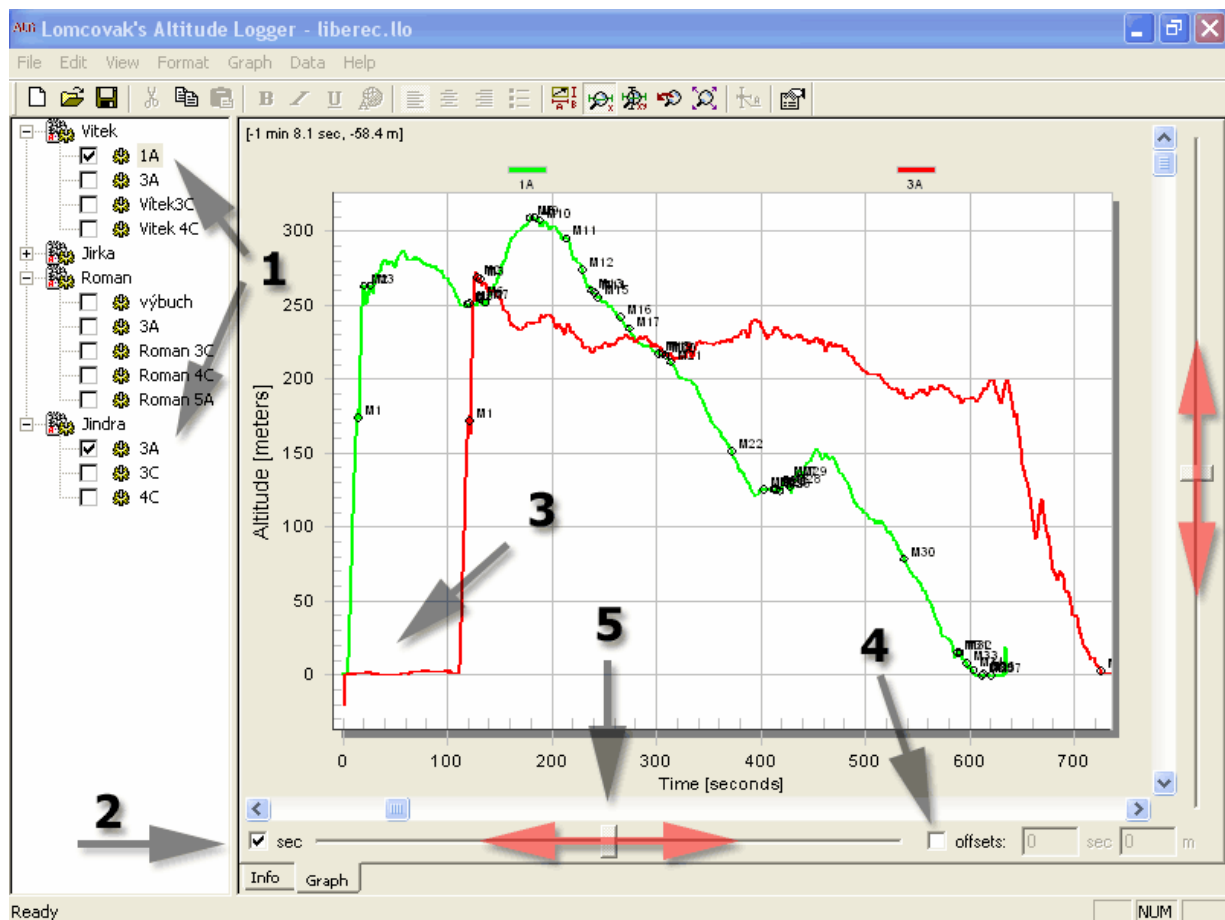 Lomcovak's Altitude Logger - liberec.llo
File Edit View Format Graph Data Help
B U
Vitek
1A
3A
Vítek3C
Vitek 4C
Jirka
Roman
výbuch
3A
Roman 3C
Roman 4C
Roman 5A
Jindra
3A
3C
4C
1
2
[-1 min 8.1 sec, -58.4 m]
1A
3A
Altitude [meters]
300
250
200
150
100
50
0
M10
M11
M12
M15
M16
M17
M1
M1
M22
M30
3
5
4
0 100 200 300 400 500 600 700
Time [seconds]
sec
offsets: 0 sec 0 m
Info Graph
Ready
NUM